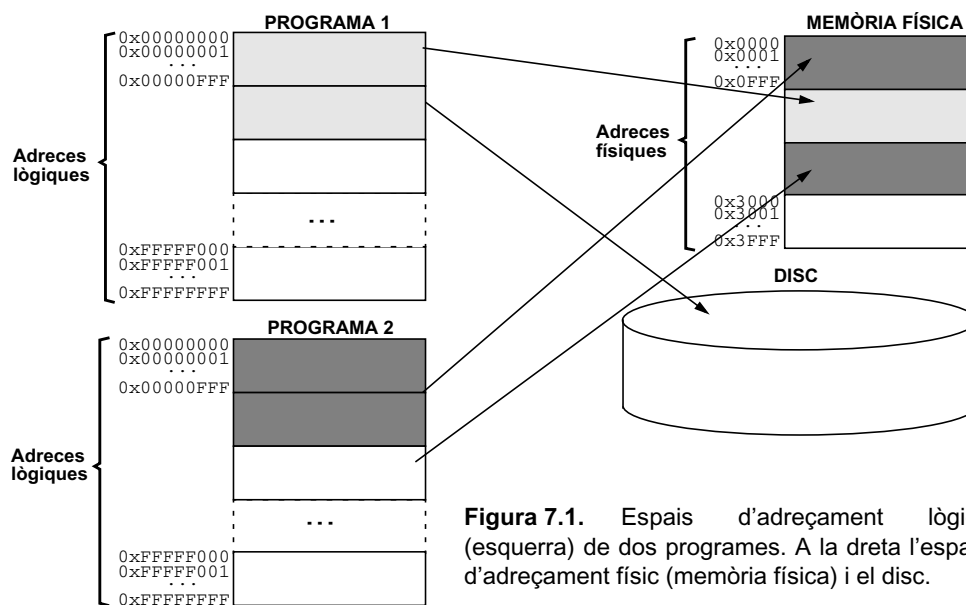 PROGRAMA 1
0x00000000
0x00000001
...
0x00000FFF
Adreces
lògiques
...
0xFFFFF000
0xFFFFF001
...
0xFFFFFFFF
MEMÒRIA FÍSICA
0x0000
0x0001
...
0x0FFF
Adreces
físiques
0x3000
0x3001
...
0x3FFF
DISC
PROGRAMA 2
0x00000000
0x00000001
...
0x00000FFF
Adreces
lògiques
...
0xFFFFF000
0xFFFFF001
...
0xFFFFFFFF
Figura 7.1. Espais d’adreçament lògi
(esquerra) de dos programes. A la dreta l’espa
d’adreçament físic (memòria física) i el disc.